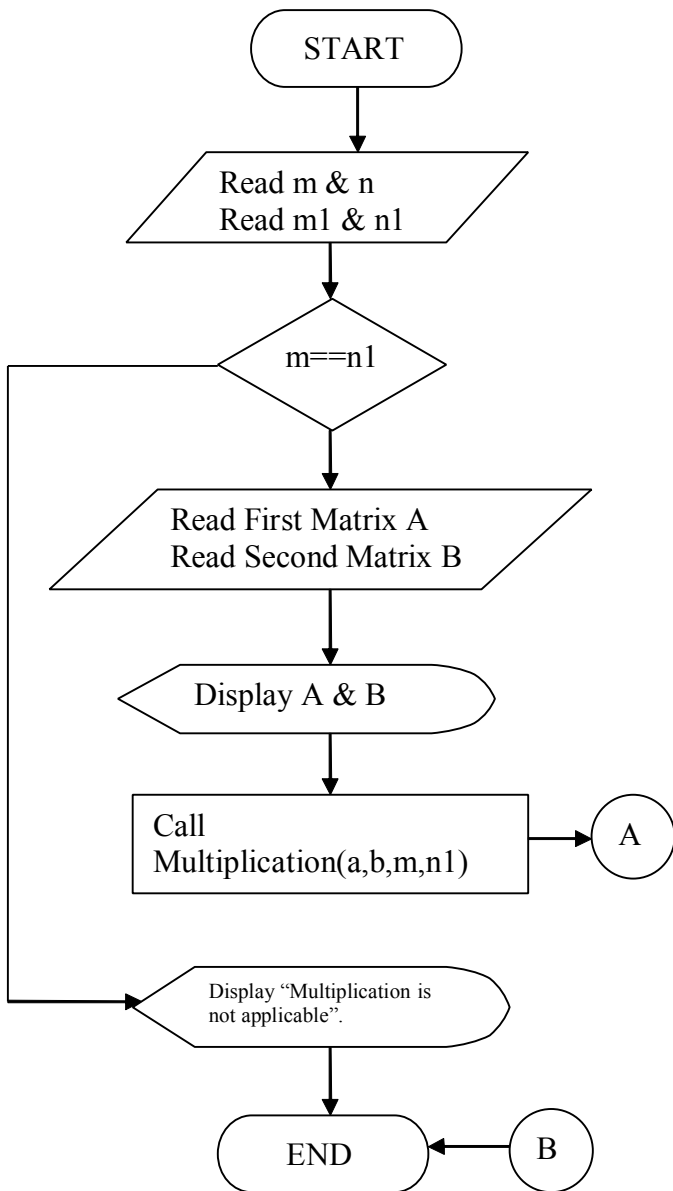 START
Read m & n
Read m1 & n1
m==n1
Read First Matrix A
Read Second Matrix B
Display A & B
Call
Multiplication(a,b,m,n1)
A
Display “Multiplication is
not applicable”.
END
B